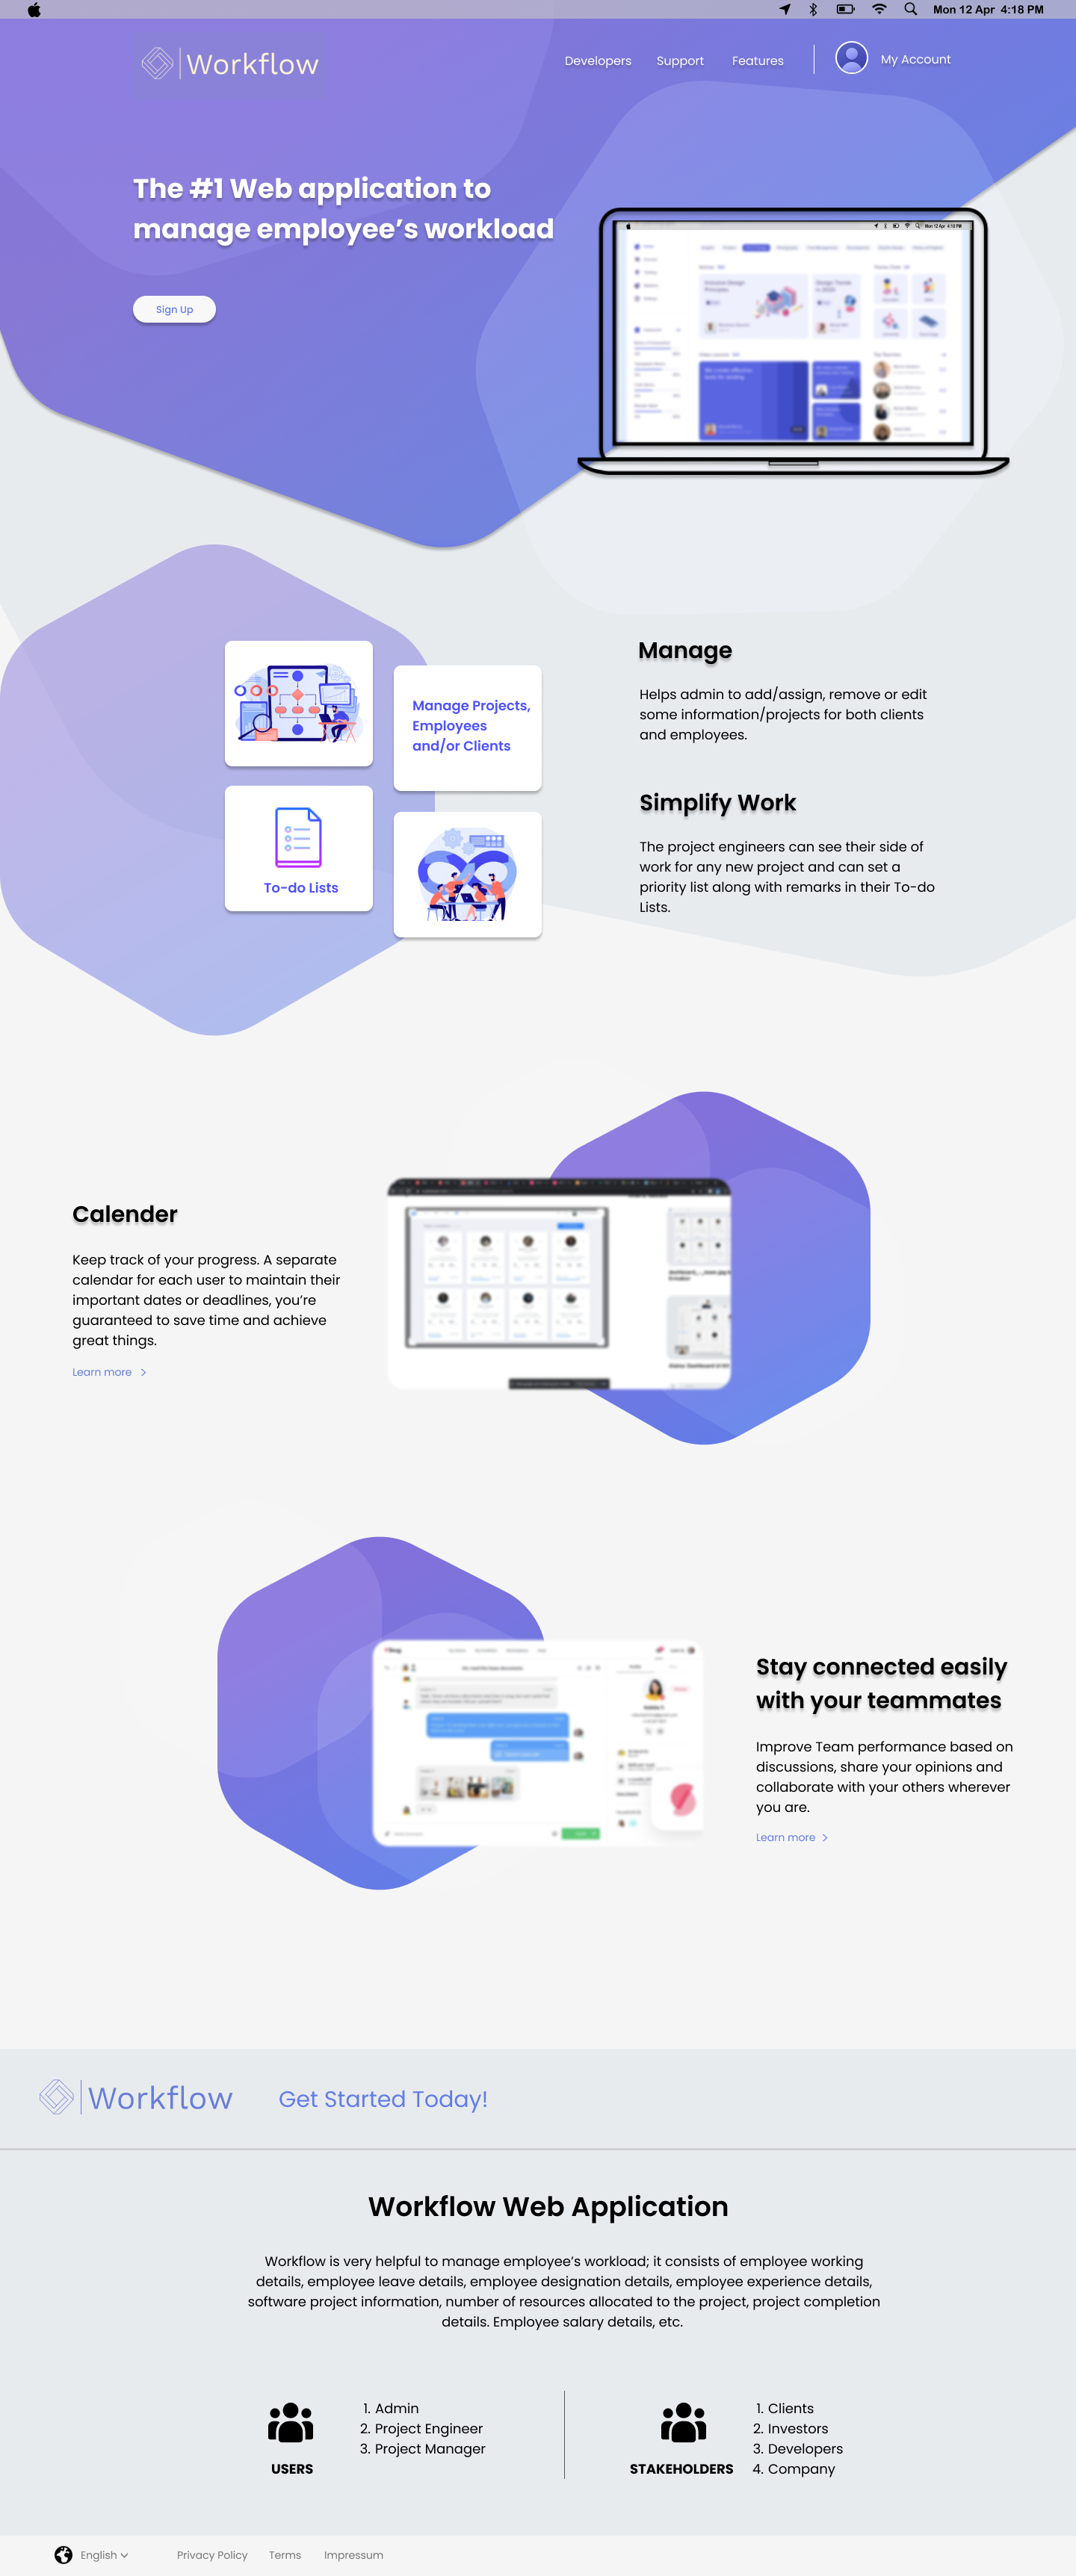 Mon 12 Apr 4:18 PM
Workflow
Developers
Support
Features
My Account
The #1 Web application to
manage employee’s workload
Sign Up
Mon 12 Apr 4:18 PM
Manage Projects,
Employees
and/or Clients
To-do Lists
Manage
Helps admin to add/assign, remove or edit
some information/projects for both clients
and employees.
Simplify Work
The project engineers can see their side of
work for any new project and can set a
priority list along with remarks in their To-do
Lists.
Calender
Keep track of your progress. A separate
calendar for each user to maintain their
important dates or deadlines, you’re
guaranteed to save time and achieve
great things.
Learn more
Stay connected easily
with your teammates
Improve Team performance based on
discussions, share your opinions and
collaborate with your others wherever
you are.
Learn more
Workflow
Get Started Today!
Workflow Web Application
Workflow is very helpful to manage employee’s workload; it consists of employee working
details, employee leave details, employee designation details, employee experience details,
software project information, number of resources allocated to the project, project completion
details. Employee salary details, etc.
USERS
1. Admin
2. Project Engineer
3. Project Manager
STAKEHOLDERS
1. Clients
2. Investors
3. Developers
4. Company
English
Privacy Policy
Terms
Impressum